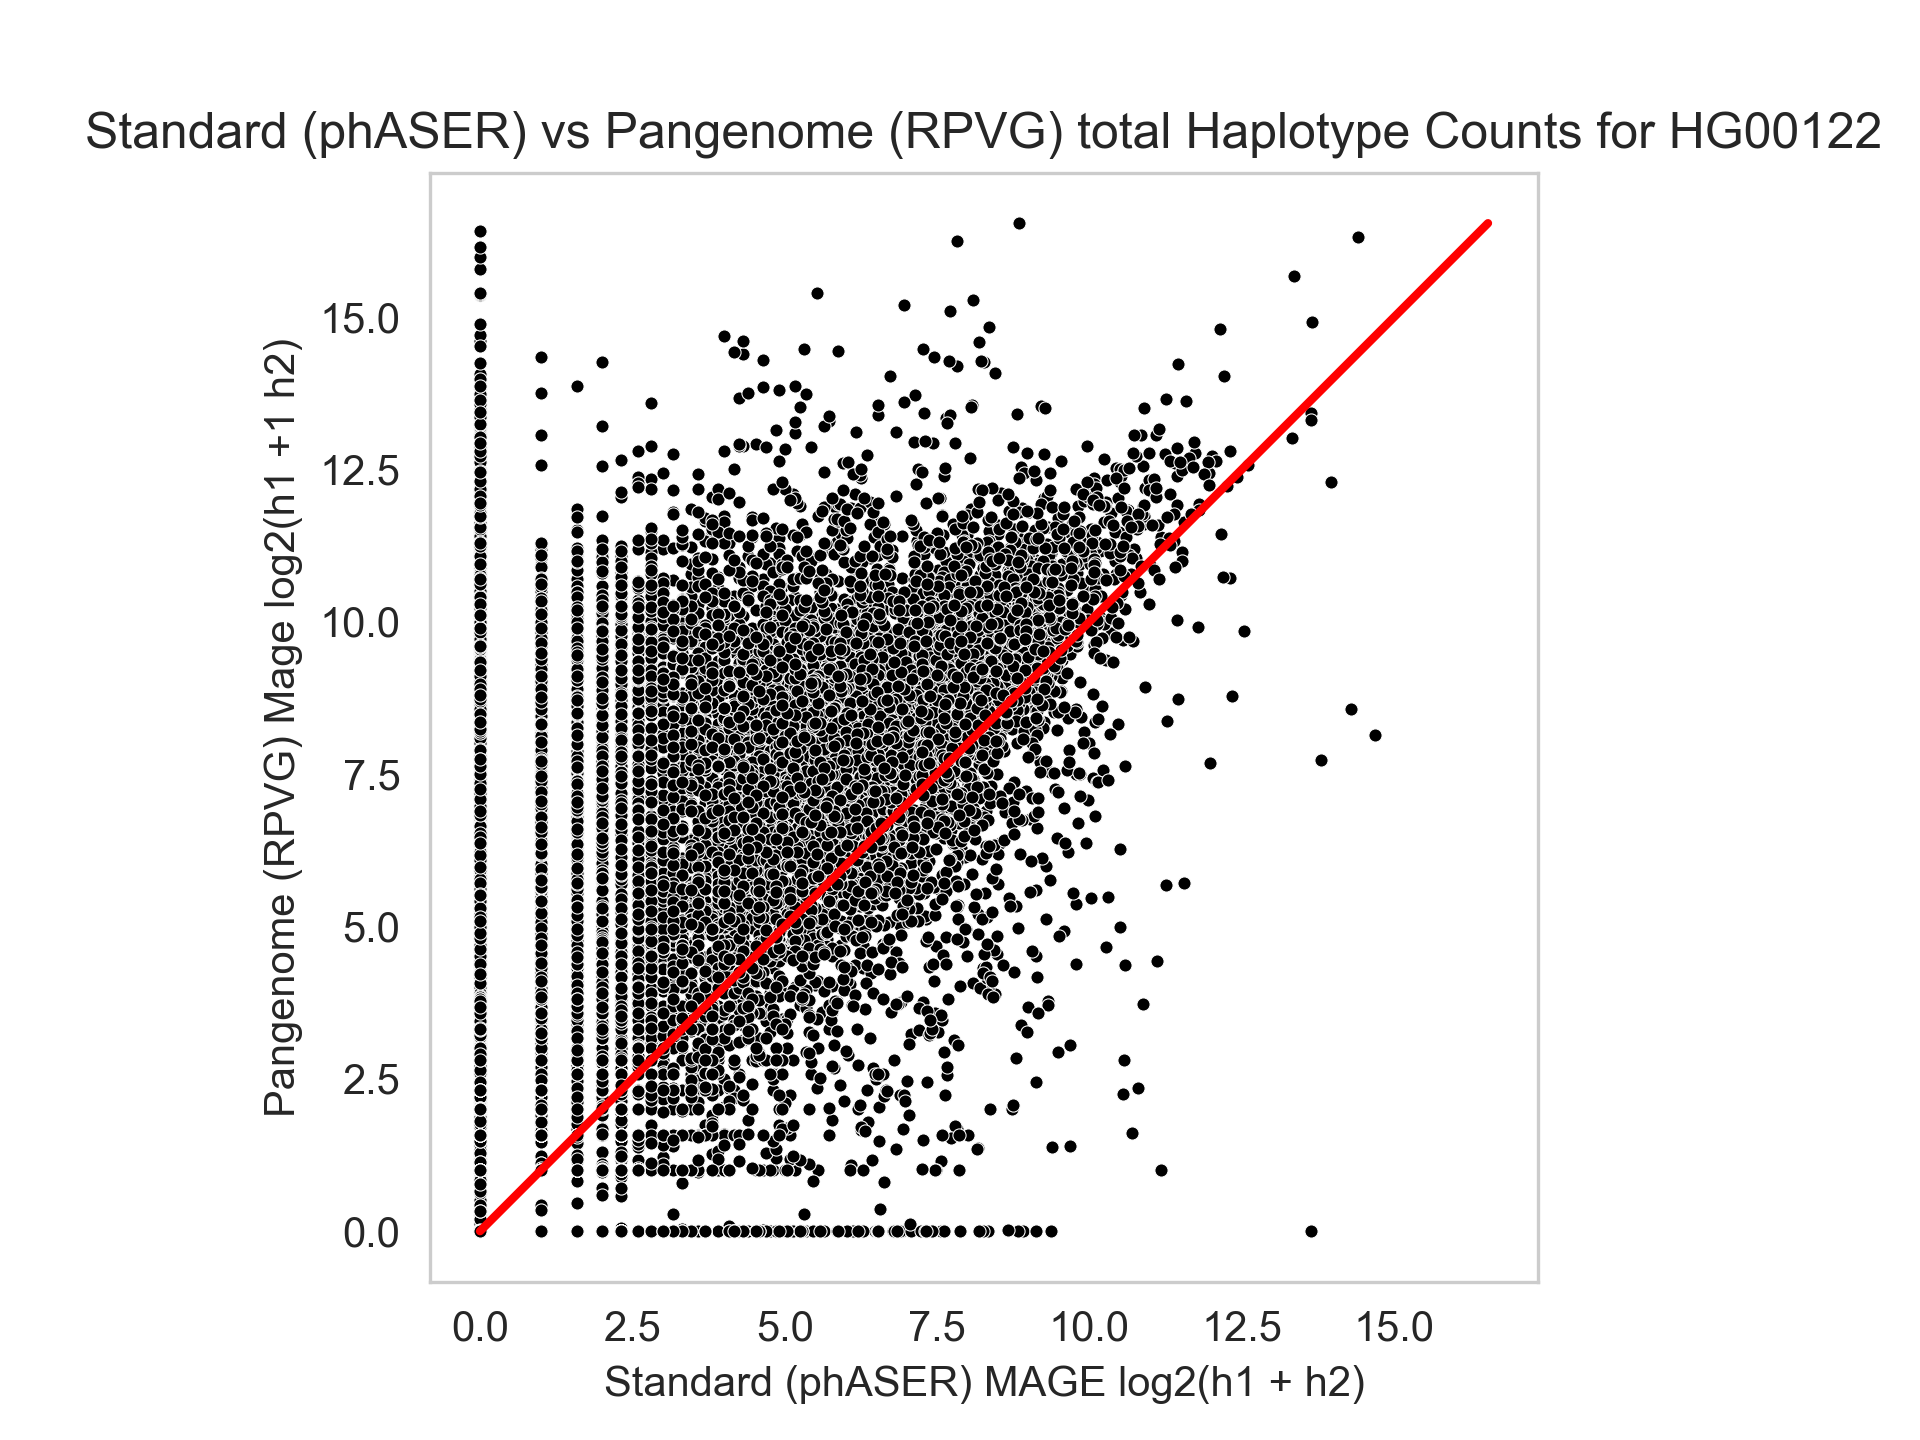 Standard (phASER) vs Pangenome (RPVG) total Haplotype Counts for HG00122
Pangenome (RPVG) Mage log2(h1 +1 h2)
15.0
12.5
10.0
7.5
5.0
2.5
0.0
0.0 2.5 5.0 7.5 10.0 12.5 15.0
Standard (phASER) MAGE log2(h1 + h2)